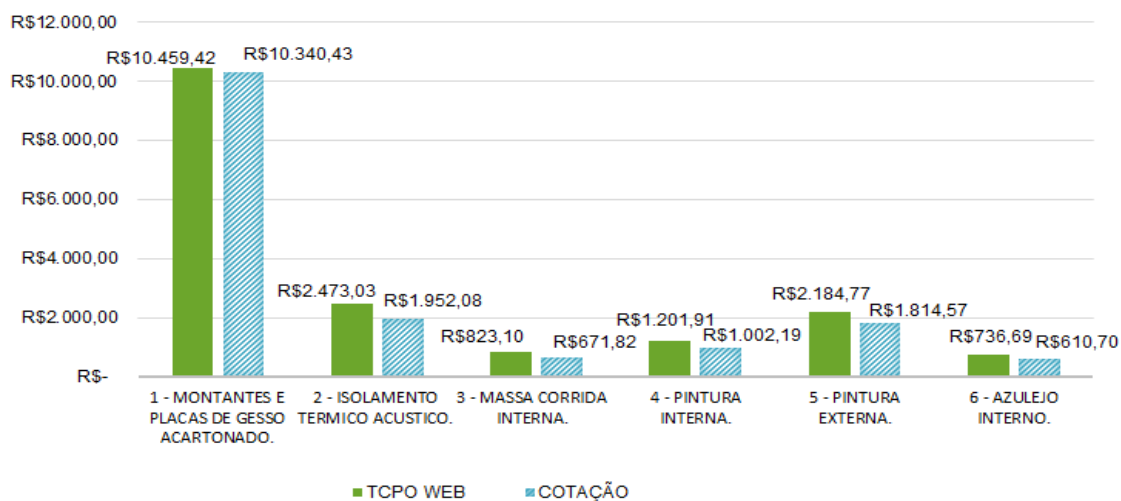 R$12.000,00
R$10.459,42
R$10.340,43
R$10.000,00
R$8.000,00
R$6.000,00
R$4.000,00
R$2.473,03
R$1.952,08
R$2.184,77
R$1.814,57
R$2.000,00
R$823,10
R$671,82
R$1.201,91
R$1.002,19
R$736,69
R$610,70
R$-
1 - MONTANTES E
PLACAS DE GESSO
ACARTONADO.
2 - ISOLAMENTO
TERMICO ACUSTICO.
3 - MASSA CORRIDA
INTERNA.
4 - PINTURA
INTERNA.
5 - PINTURA
EXTERNA.
6 - AZULEJO
INTERNO.
TCPO WEB
COTAÇÃO